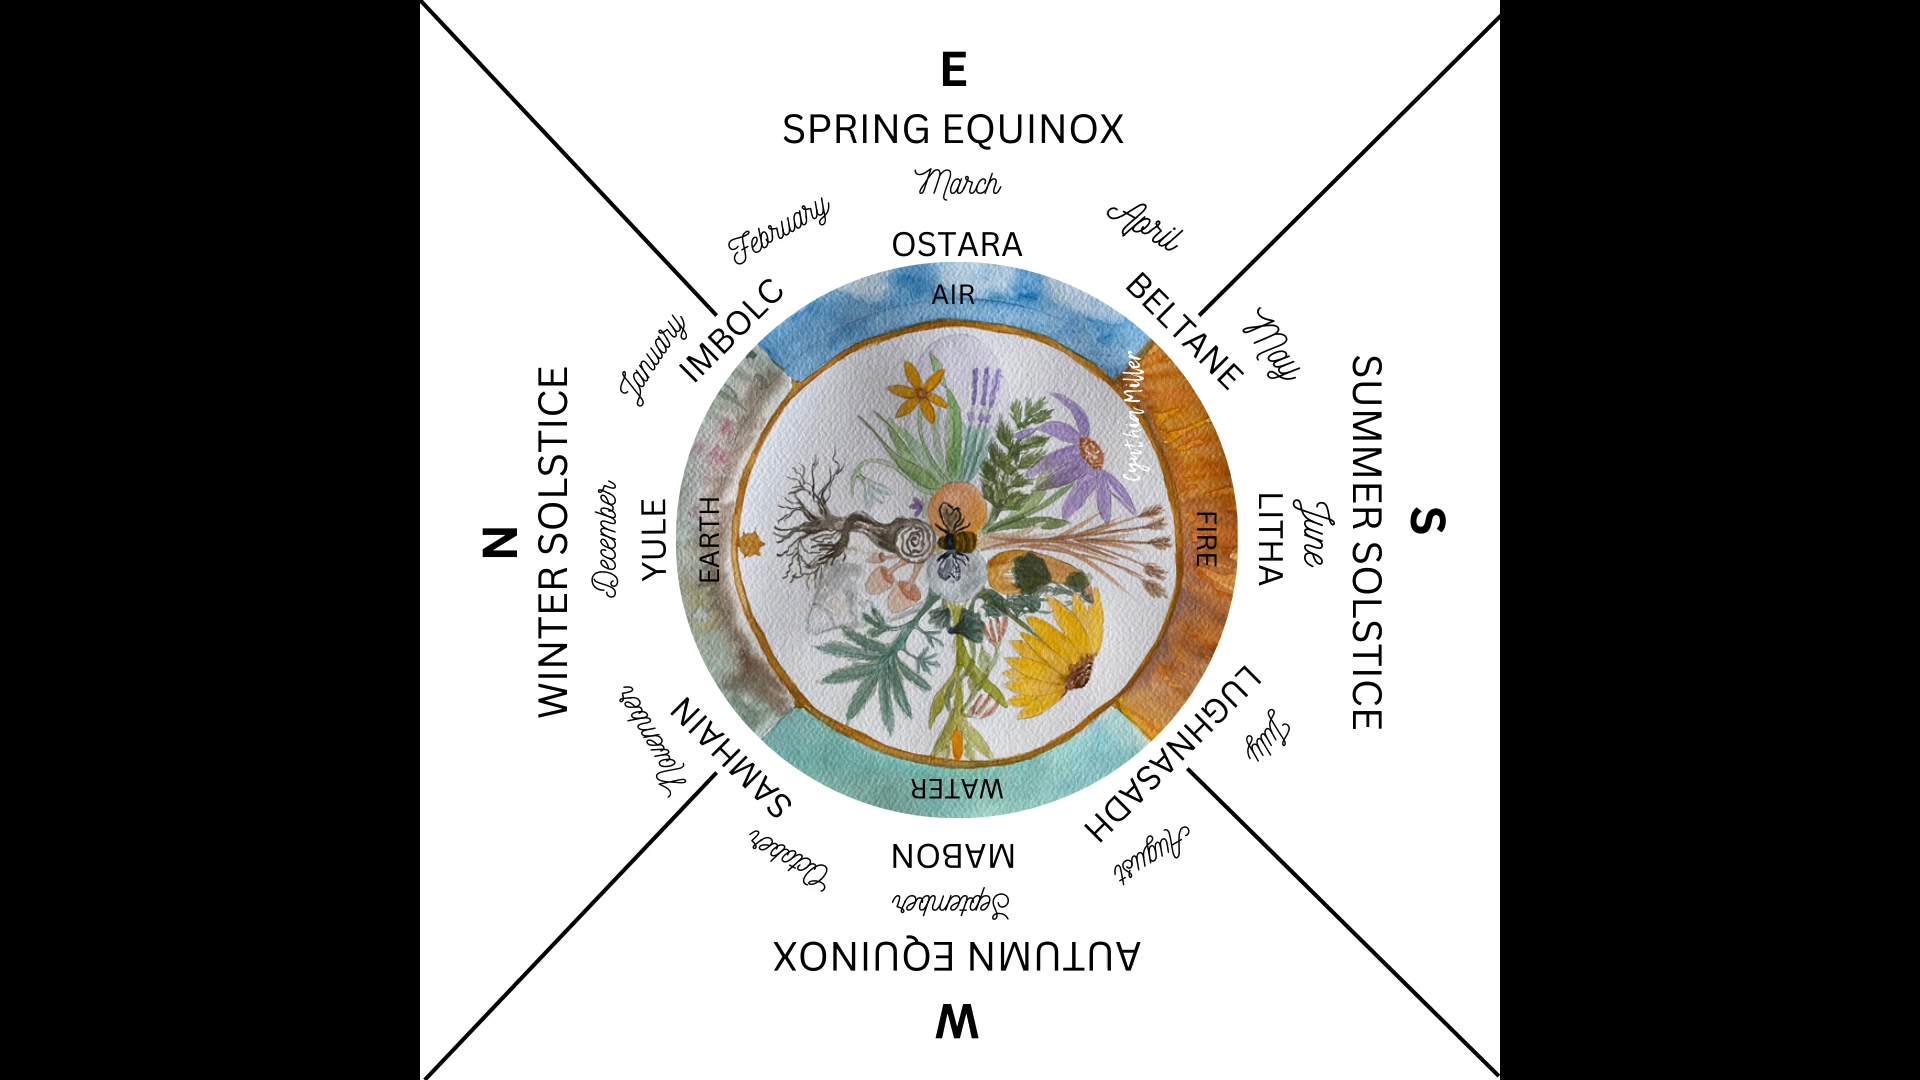 E
SPRING EQUINOX
March
February
April
OSTARA
IMBOLC
AIR
BELTANE
January
May
Cynthia Miller
N
WINTER SOLSTICE
December
YULE
EARTH
FIRE
LITHA
June
SUMMER SOLSTICE
S
November
SAMHAIN
LUGHNASADH
July
WATER
October
MABON
August
September
AUTUMN EQUINOX
W